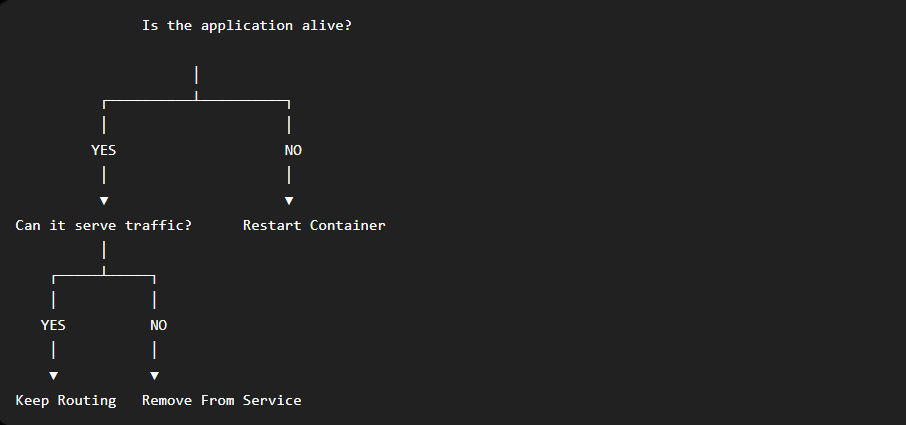 Is the application alive?
YES NO
Can it serve traffic? Restart Container
YES NO
Keep Routing Remove From Service